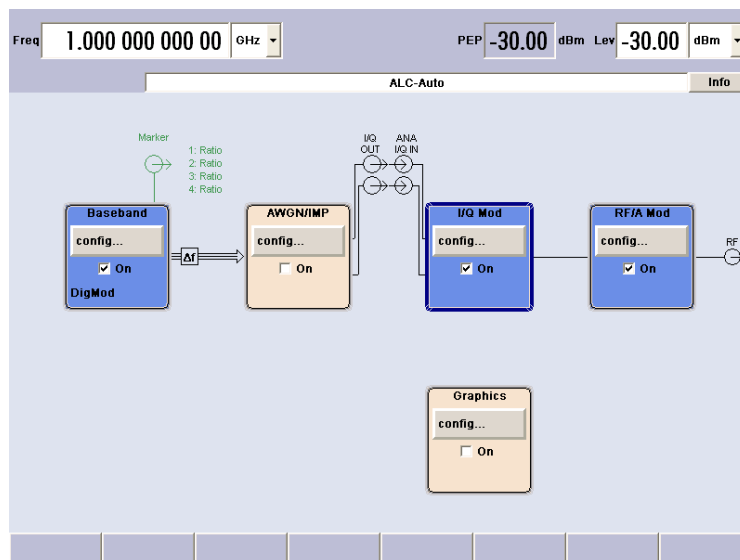 Freq 1.000 000 000 00 GHz PEP -30.00 dBm Lev -30.00 dBm
ALC-Auto Info
Marker
1: Ratio
2: Ratio
3: Ratio
4: Ratio
I/Q OUT
ANA I/Q IN
Baseband
config...
On
DigMod
Δf
AWGN/IMP
config...
On
I/Q Mod
config...
On
RF/A Mod
config...
On
RF
Graphics
config...
On